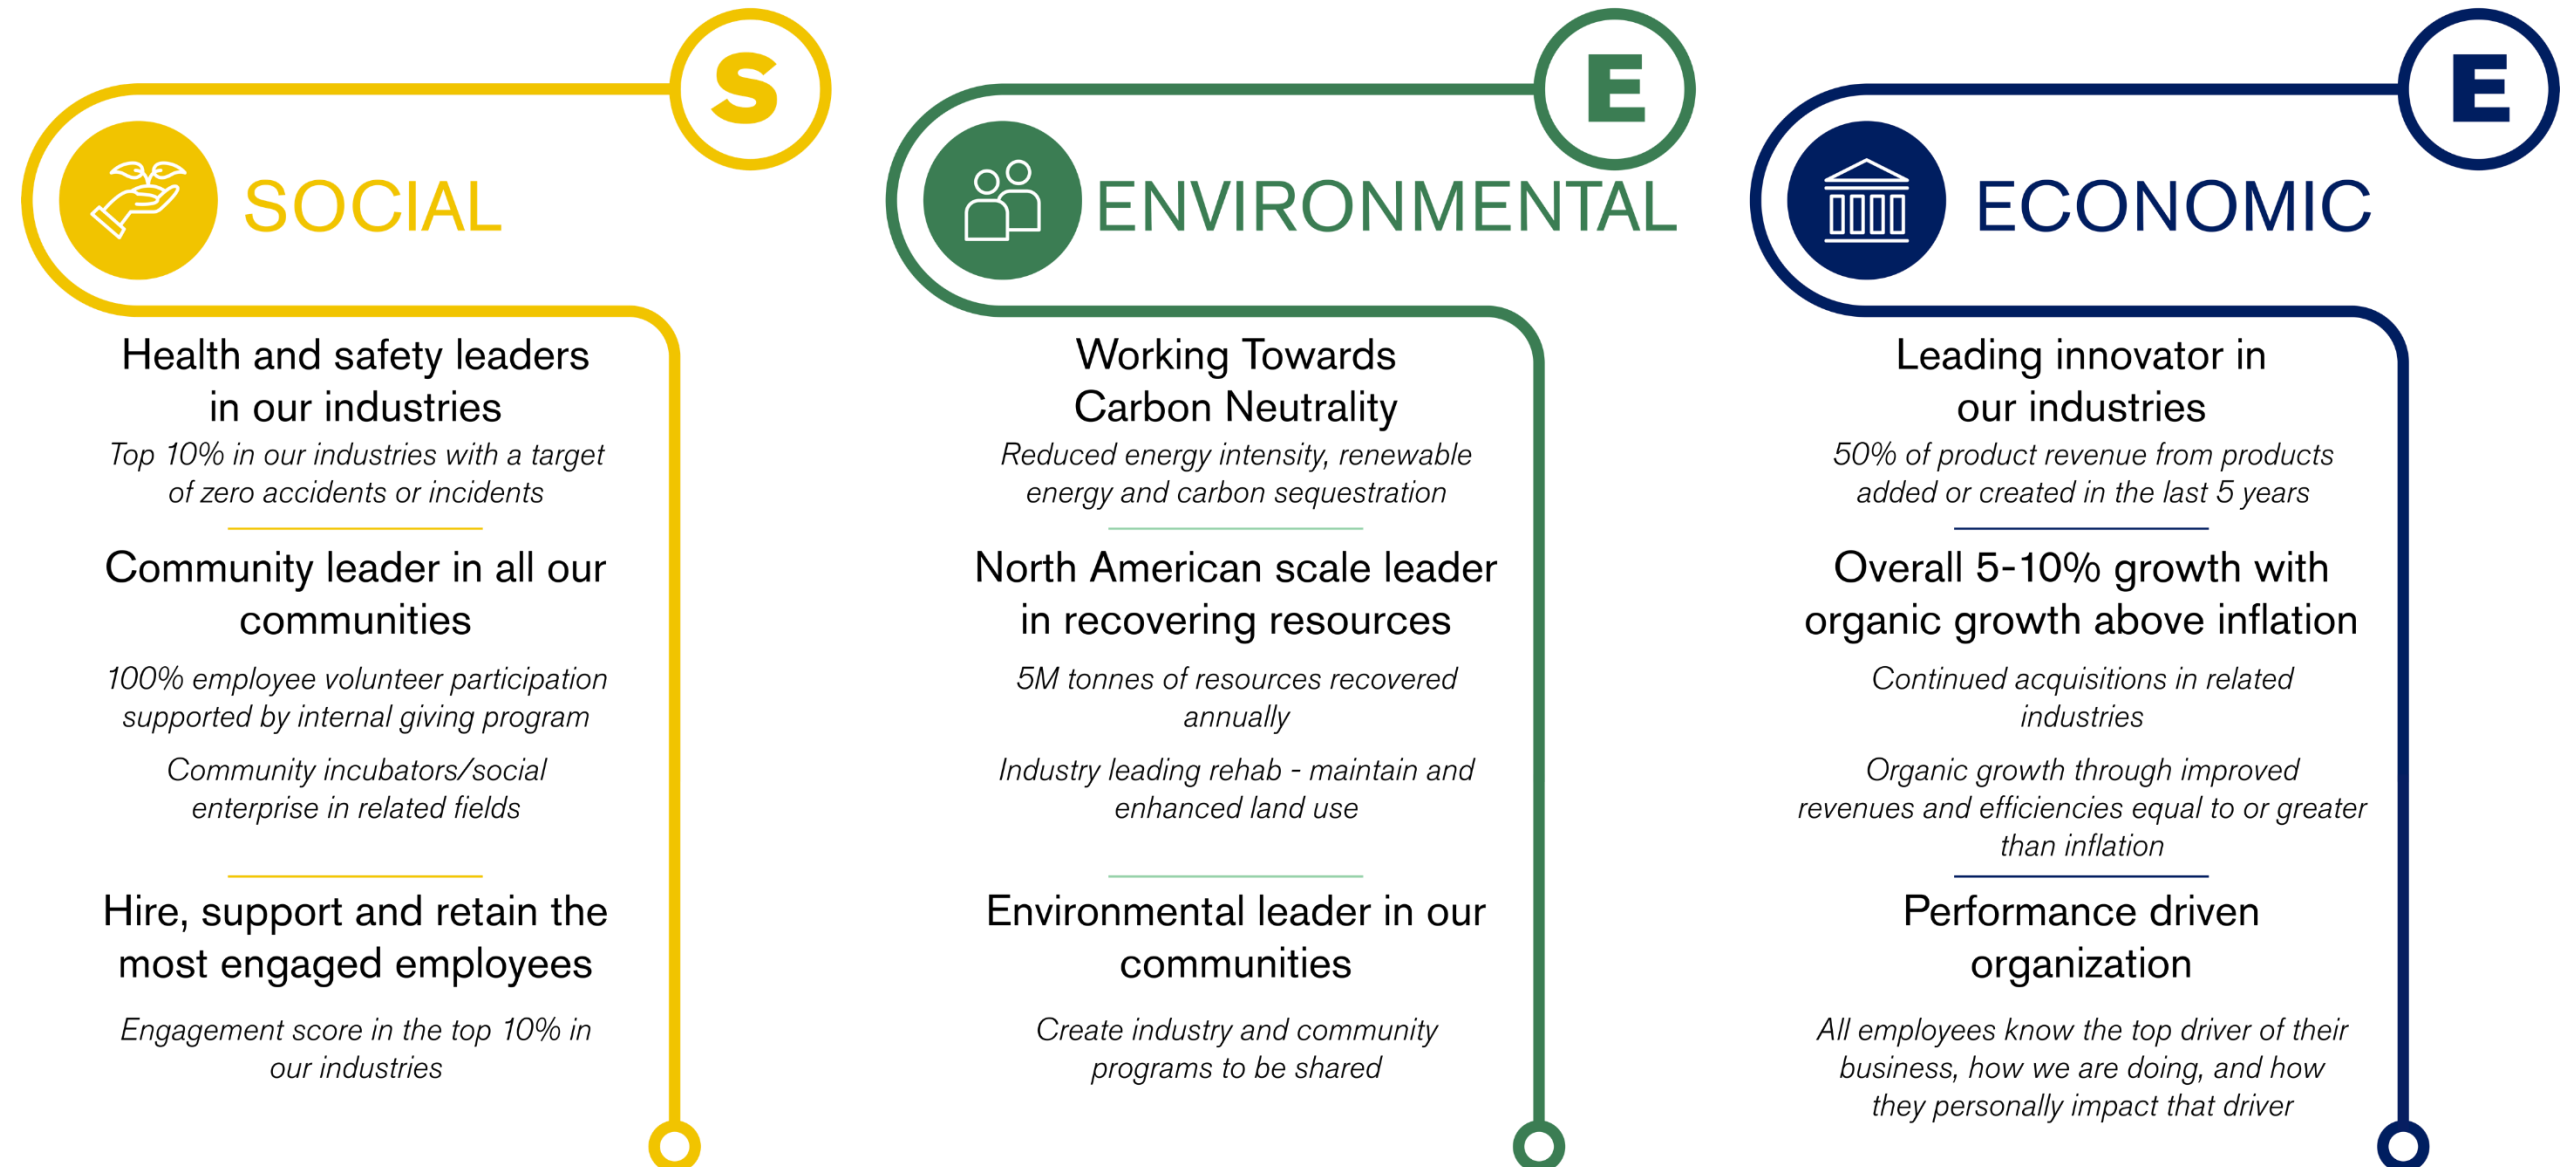 S
SOCIAL
Health and safety leaders
in our industries
Top 10% in our industries with a target
of zero accidents or incidents
Community leader in all our
communities
100% employee volunteer participation
supported by internal giving program
Community incubators/social
enterprise in related fields
Hire, support and retain the
most engaged employees
Engagement score in the top 10% in
our industries
E
ENVIRONMENTAL
Working Towards
Carbon Neutrality
Reduced energy intensity, renewable
energy and carbon sequestration
North American scale leader
in recovering resources
5M tonnes of resources recovered
annually
Industry leading rehab - maintain and
enhanced land use
Environmental leader in our
communities
Create industry and community
programs to be shared
E
ECONOMIC
Leading innovator in
our industries
50% of product revenue from products
added or created in the last 5 years
Overall 5-10% growth with
organic growth above inflation
Continued acquisitions in related
industries
Organic growth through improved
revenues and efficiencies equal to or greater
than inflation
Performance driven
organization
All employees know the top driver of their
business, how we are doing, and how
they personally impact that driver